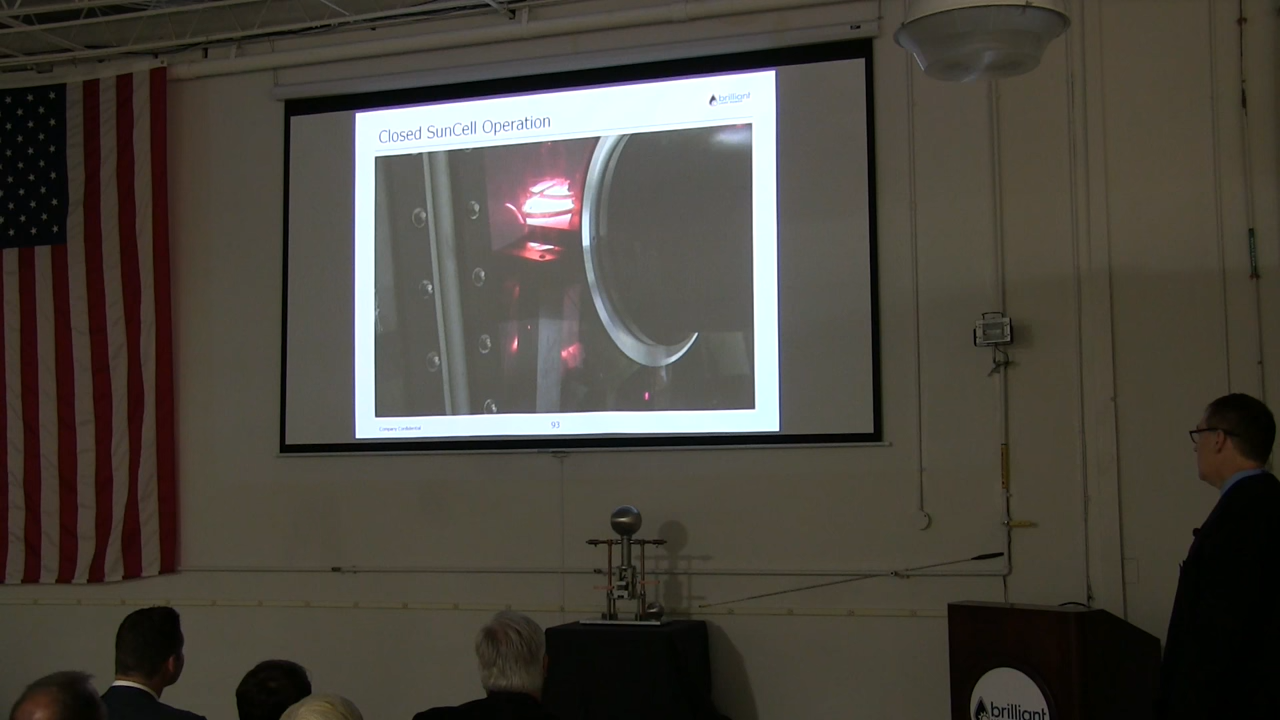 brilliant
Closed SunCell Operation
Company Confidential
93
brilliant